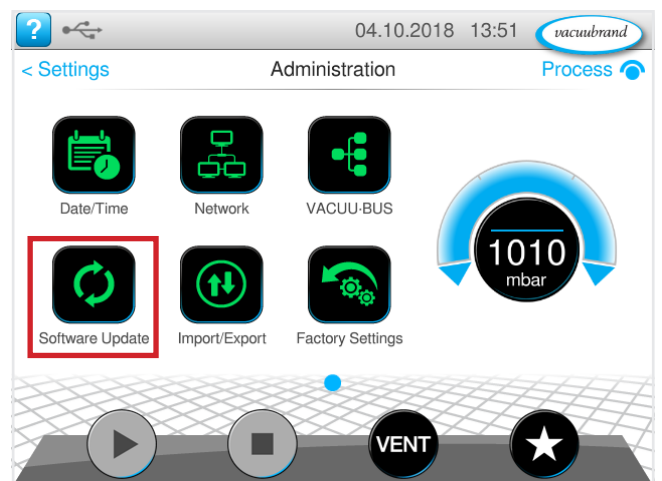 ? 04.10.2018 13:51 vacuubrand
< Settings Administration Process
Date/Time Network VACUU·BUS
1010
mbar
Software Update Import/Export Factory Settings
VENT